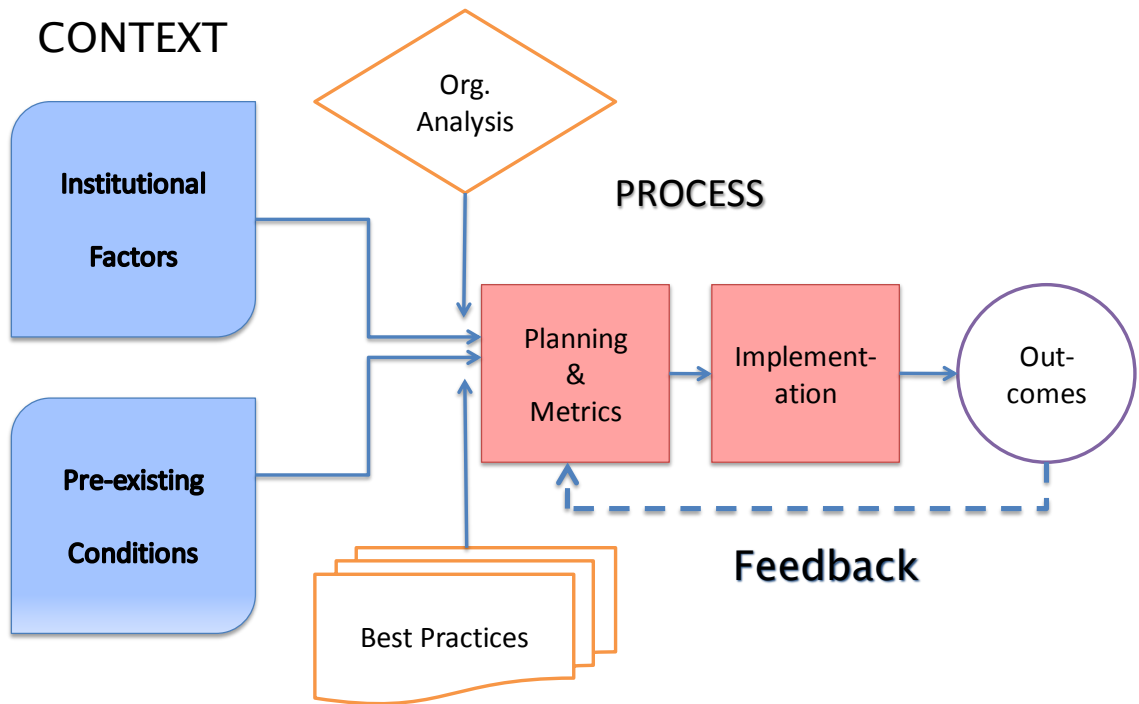 CONTEXT
Institutional
Factors
Pre-existing
Conditions
Org.
Analysis
PROCESS
Planning
&
Metrics
Implement-
ation
Out-
comes
Feedback
Best Practices